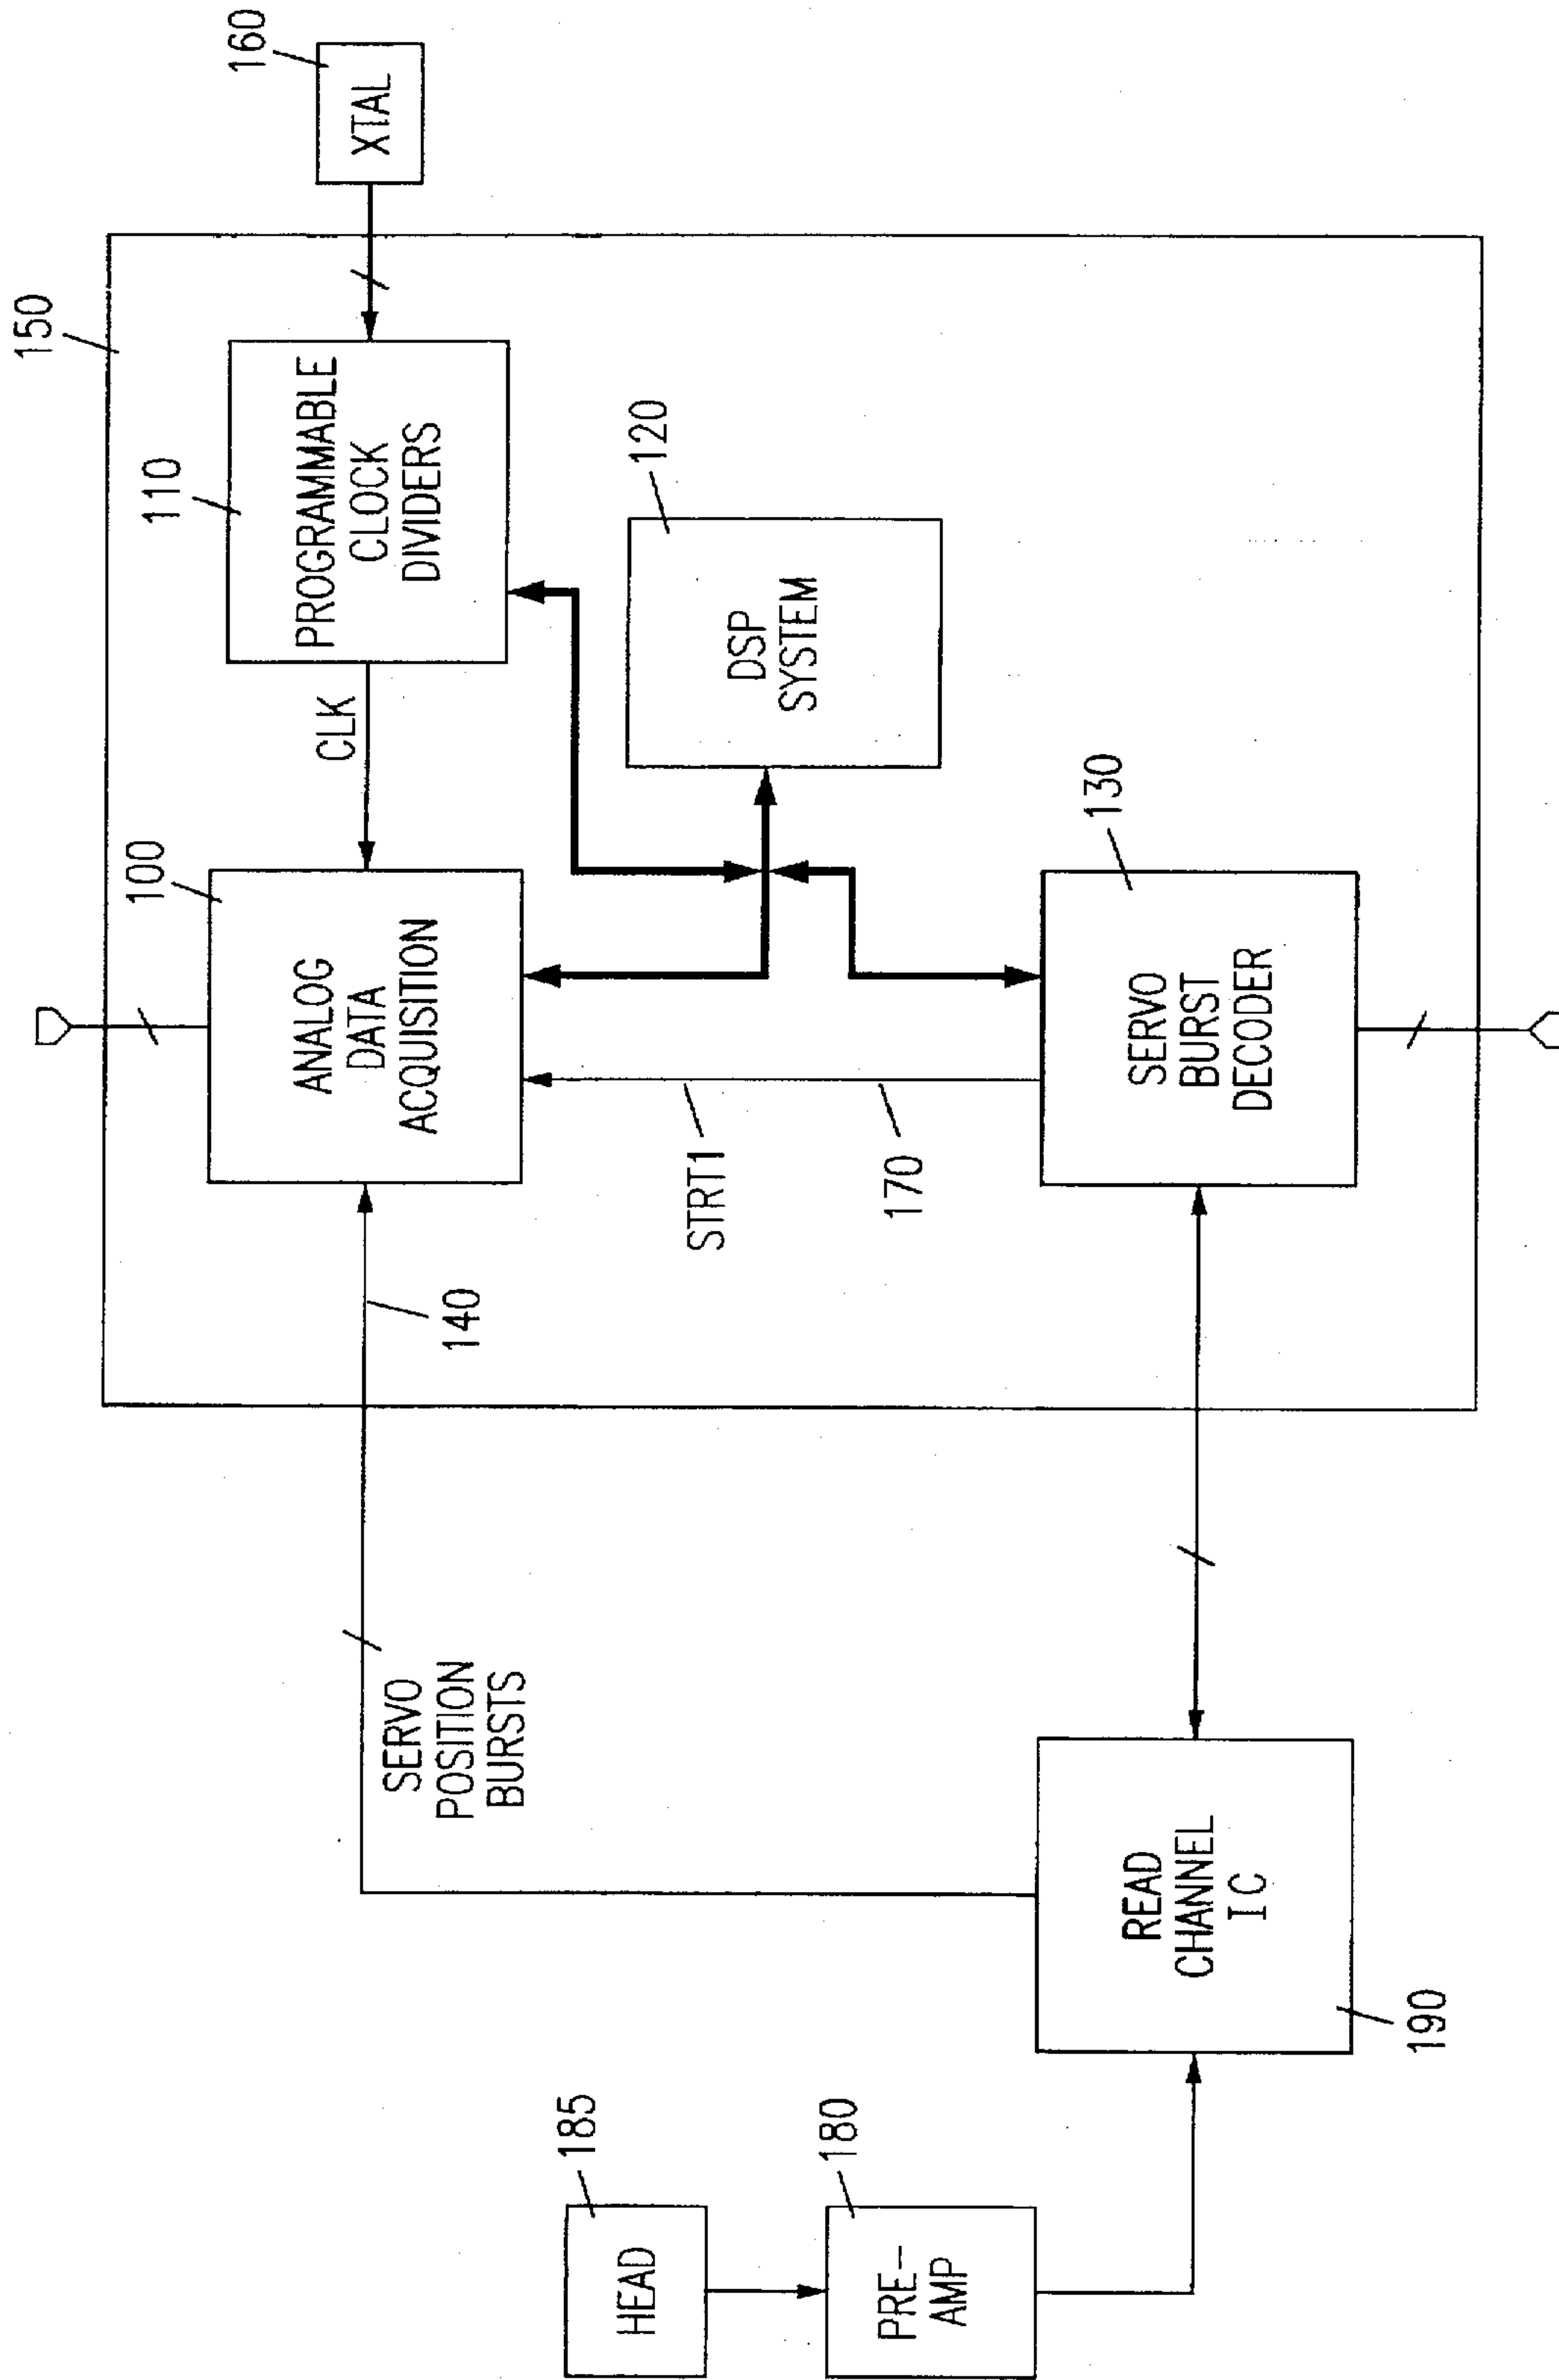 HEAD
185
PRE-
AMP
180
READ
CHANNEL
IC
190
SERVO
POSITION
BURSTS
140
150
ANALOG
DATA
ACQUISITION
100
CLK
PROGRAMMABLE
CLOCK
DIVIDERS
110
XTAL
160
STRT1
170
DSP
SYSTEM
120
SERVO
BURST
DECODER
130